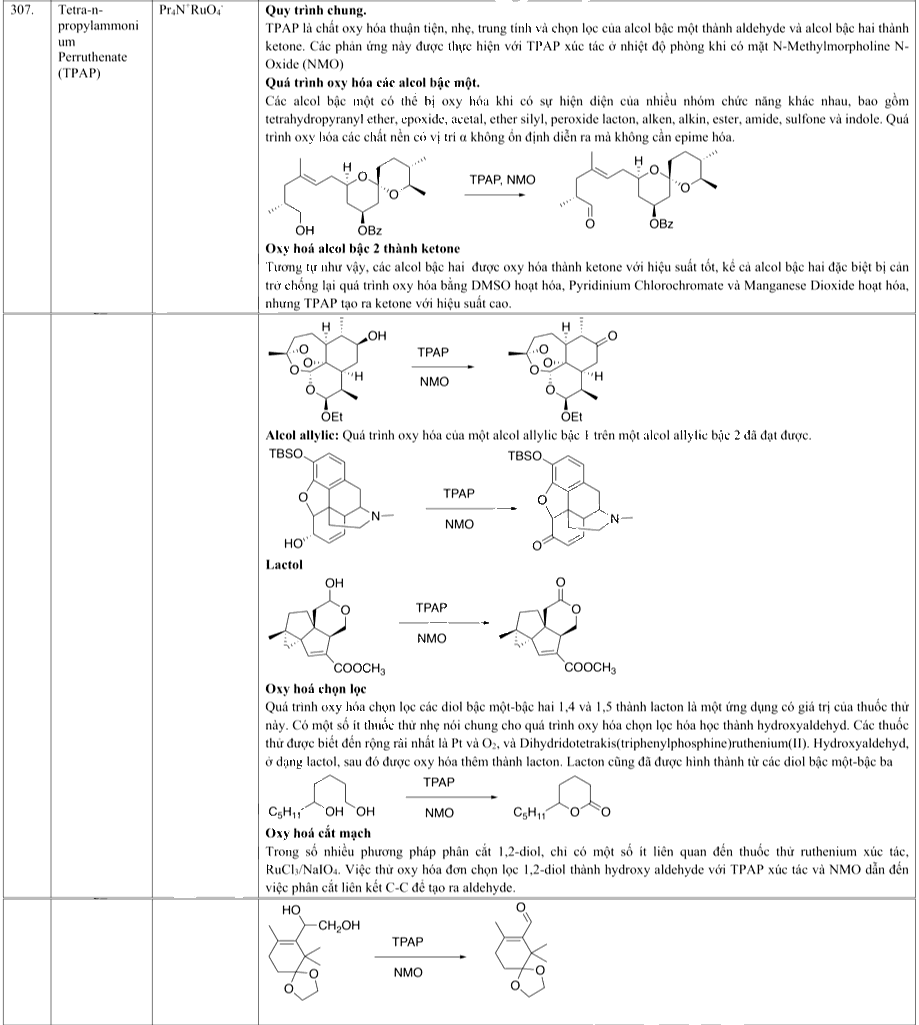 307.
Tetra-n-
propylammoni
um
Perruthenate
(TPAP)
Pr₄N⁺RuO₄⁻
Quy trình chung.
TPAP là chất oxy hóa thuận tiện, nhẹ, trung tính và chọn lọc của alcol bậc một thành aldehyde và alcol bậc hai thành
ketone. Các phản ứng này được thực hiện với TPAP xúc tác ở nhiệt độ phòng khi có mặt N-Methylmorpholine N-
Oxide (NMO)
Quá trình oxy hóa các alcol bậc một.
Các alcol bậc một có thể bị oxy hóa khi có sự hiện diện của nhiều nhóm chức năng khác nhau, bao gồm
tetrahydropyranyl ether, epoxide, acetal, ether silyl, peroxide lacton, alken, alkin, ester, amide, sulfone và indole. Quá
trình oxy hóa các chất nền có vị trí α không ổn định diễn ra mà không cần epime hóa.
H
O
O
OH
OBz
TPAP, NMO
H
O
O
O
OBz
Oxy hoá alcol bậc 2 thành ketone
Tương tự như vậy, các alcol bậc hai được oxy hóa thành ketone với hiệu suất tốt, kể cả alcol bậc hai đặc biệt bị cản
trở chống lại quá trình oxy hóa bằng DMSO hoạt hóa, Pyridinium Chlorochromate và Manganese Dioxide hoạt hóa,
nhưng TPAP tạo ra ketone với hiệu suất cao.
H
OH
O
O
O
O
H
OEt
TPAP
NMO
H
O
O
O
O
O
H
OEt
Alcol allylic: Quá trình oxy hóa của một alcol allylic bậc 1 trên một alcol allylic bậc 2 đã đạt được.
TBSO
O
N
HO
TPAP
NMO
TBSO
O
N
O
Lactol
OH
O
COOCH₃
TPAP
NMO
O
O
COOCH₃
Oxy hoá chọn lọc
Quá trình oxy hóa chọn lọc các diol bậc một-bậc hai 1,4 và 1,5 thành lacton là một ứng dụng có giá trị của thuốc thử
này. Có một số ít thuốc thử nhẹ nói chung cho quá trình oxy hóa chọn lọc hóa học thành hydroxyaldehyd. Các thuốc
thử được biết đến rộng rãi nhất là Pt và O₂, và Dihydridotetrakis(triphenylphosphine)ruthenium(II). Hydroxyaldehyd,
ở dạng lactol, sau đó được oxy hóa thêm thành lacton. Lacton cũng đã được hình thành từ các diol bậc một-bậc ba
C₅H₁₁
OH
OH
TPAP
NMO
C₅H₁₁
O
O
Oxy hoá cắt mạch
Trong số nhiều phương pháp phân cắt 1,2-diol, chỉ có một số ít liên quan đến thuốc thử ruthenium xúc tác,
RuCl₃/NaIO₄. Việc thử oxy hóa đơn chọn lọc 1,2-diol thành hydroxy aldehyde với TPAP xúc tác và NMO dẫn đến
việc phân cắt liên kết C-C để tạo ra aldehyde.
HO
CH₂OH
O
O
TPAP
NMO
O
O
O